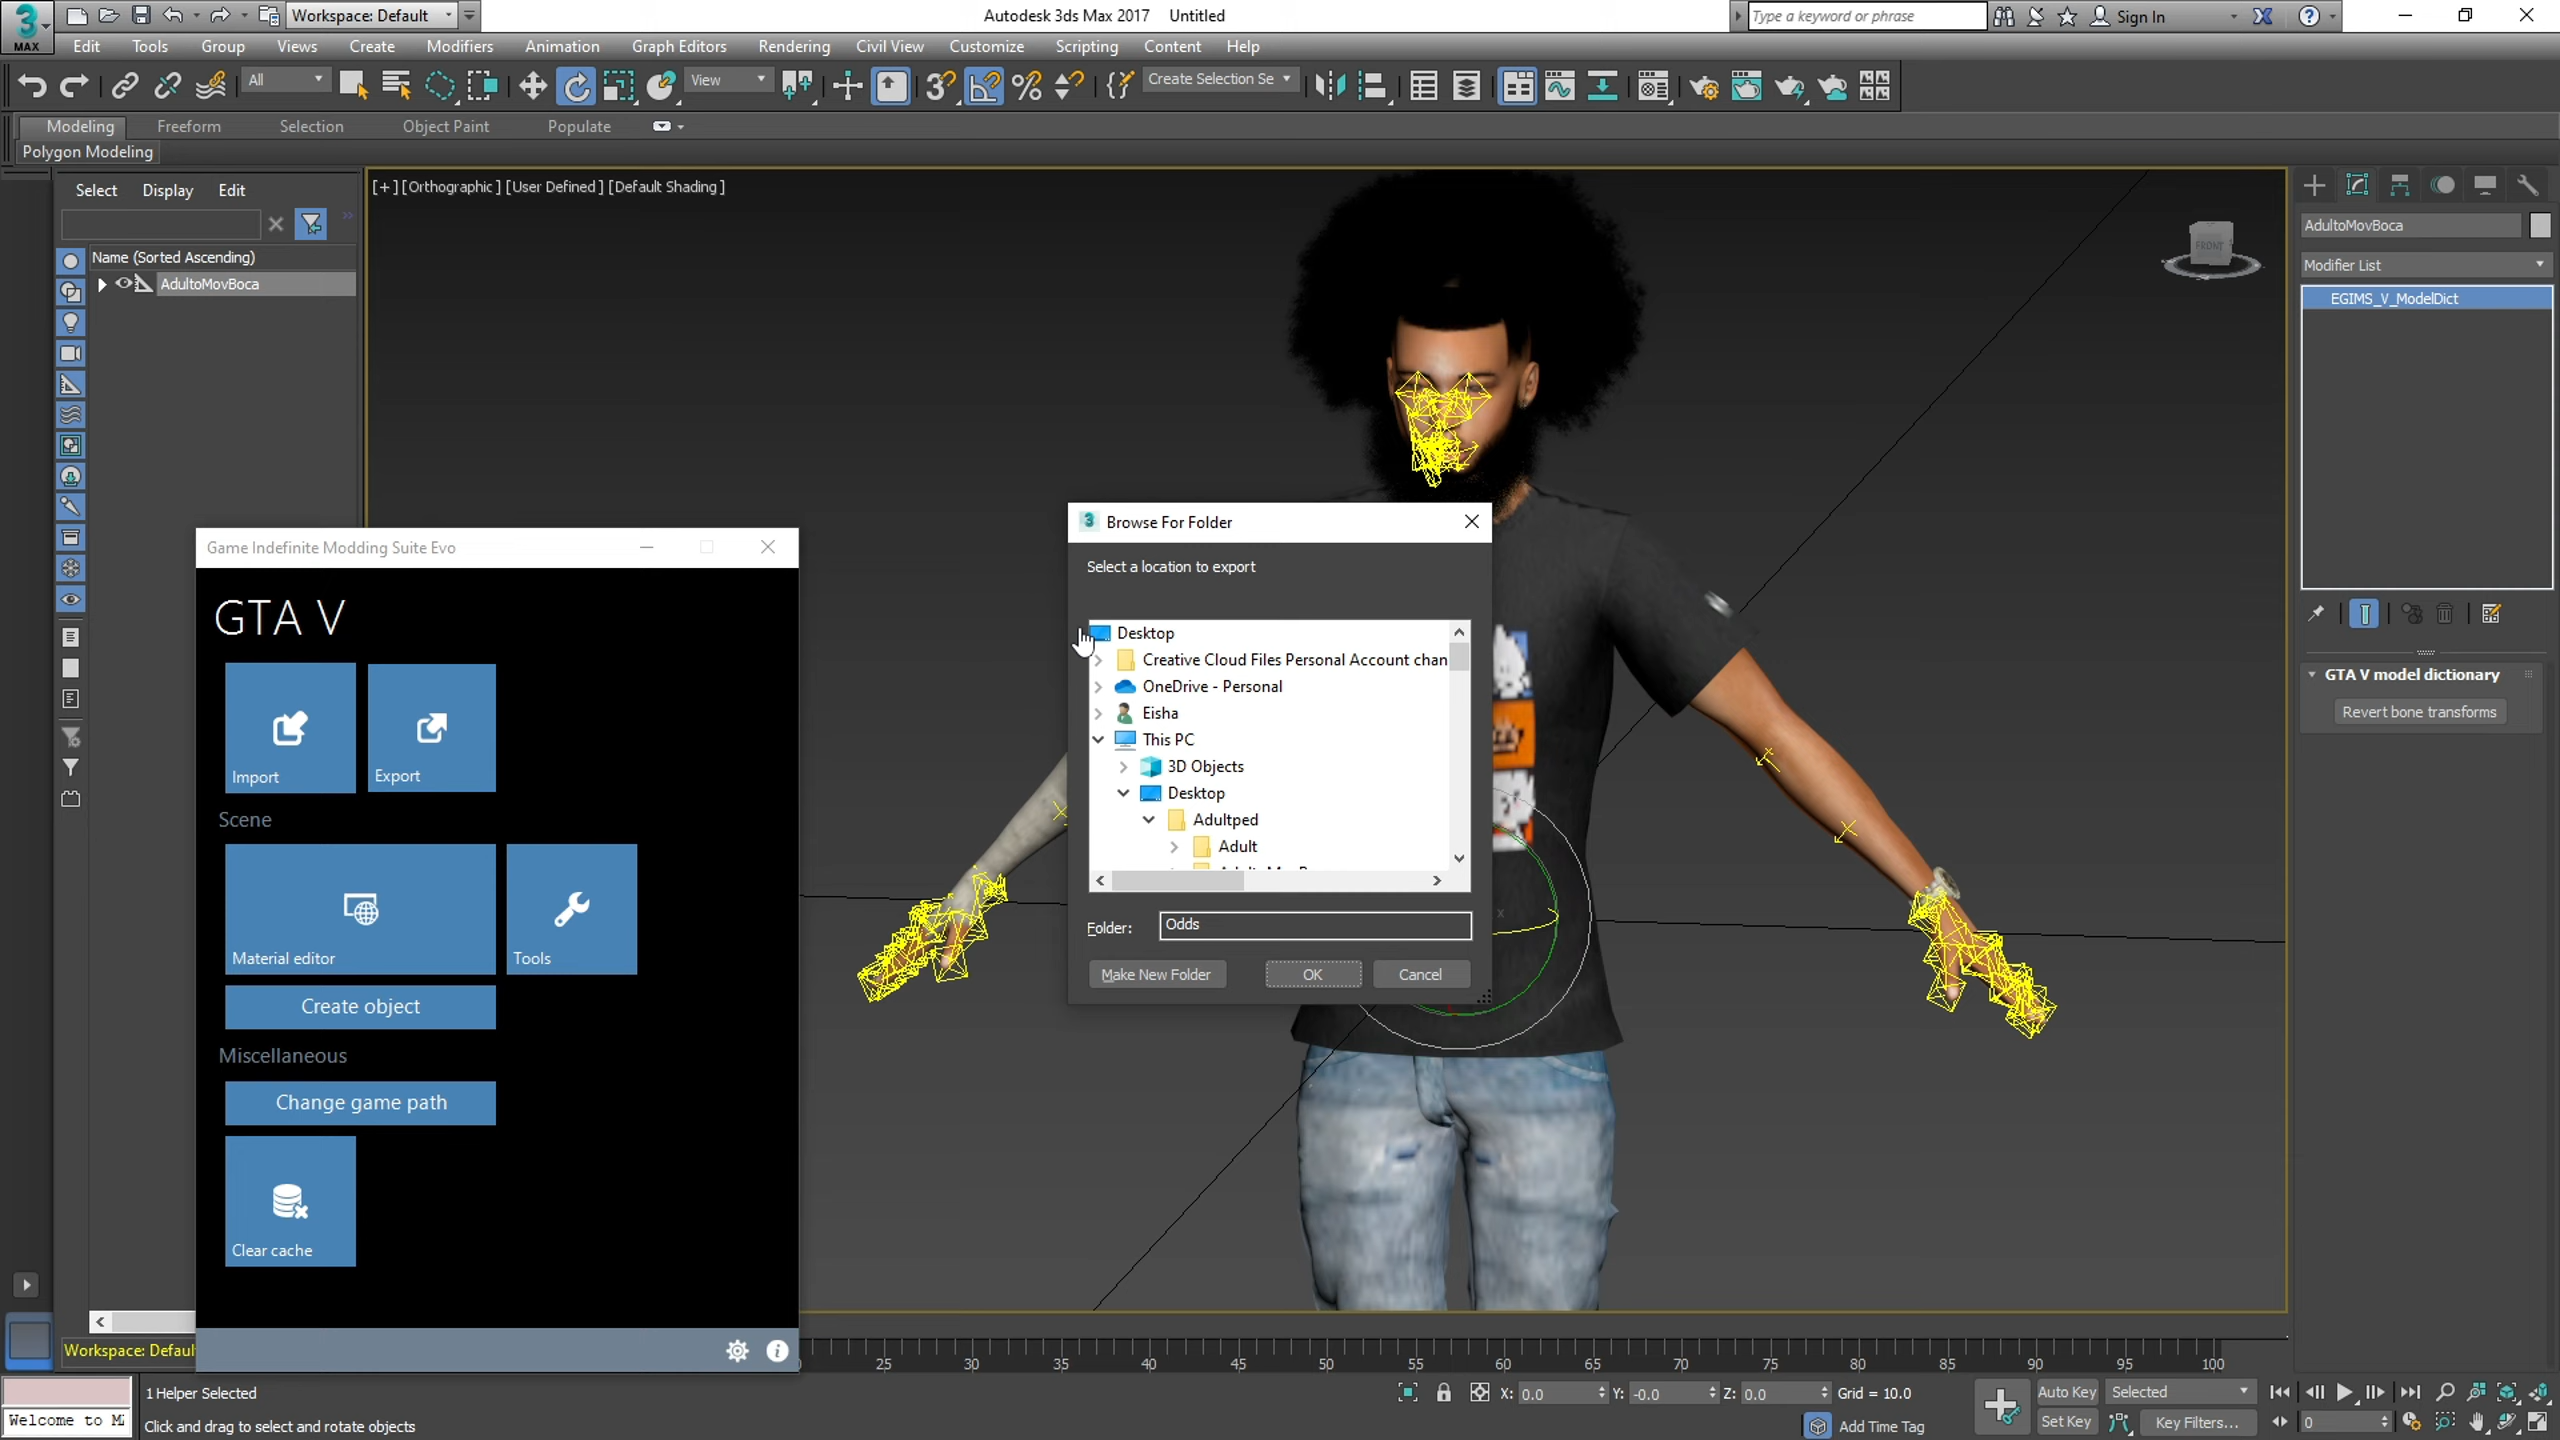 MAX
Workspace: Default
Autodesk 3ds Max 2017 Untitled
Type a keyword or phrase
Sign In
Edit Tools Group Views Create Modifiers Animation Graph Editors Rendering Civil View Customize Scripting Content Help
All
View
Create Selection Se
Modeling Freeform Selection Object Paint Populate
Polygon Modeling
Select Display Edit
Name (Sorted Ascending)
AdultoMovBoca
[+] [Orthographic] [User Defined] [Default Shading]
FRONT
AdultoMovBoca
Modifier List
EGIMS_V_ModelDict
GTA V model dictionary
Revert bone transforms
Game Indefinite Modding Suite Evo
GTA V
Import
Export
Scene
Material editor
Tools
Create object
Miscellaneous
Change game path
Clear cache
Browse For Folder
Select a location to export
Desktop
Creative Cloud Files Personal Account chan
OneDrive - Personal
Eisha
This PC
3D Objects
Desktop
Adultped
Adult
Folder: Odds
Make New Folder OK Cancel
x
Workspace: Defaul
25 30 35 40 45 50 55 60 65 70 75 80 85 90 95 100
1 Helper Selected
Welcome to M
Click and drag to select and rotate objects
X: 0.0 Y: -0.0 Z: 0.0 Grid = 10.0
Add Time Tag
Auto Key Selected
Set Key Key Filters...
0